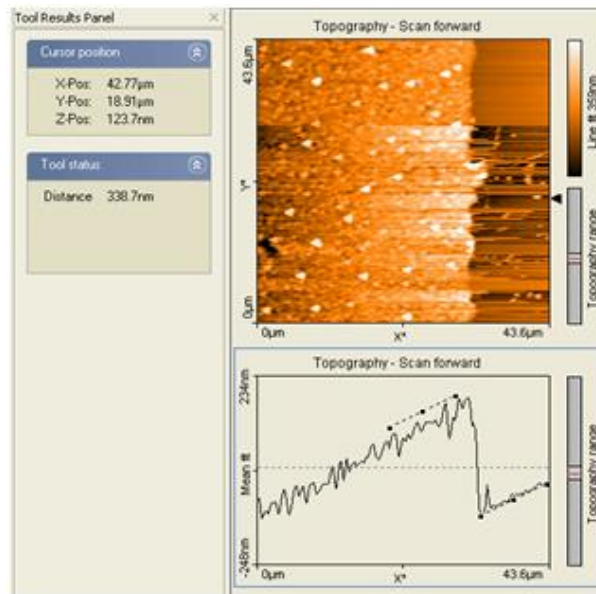 Tool Results Panel
Cursor position
X-Pos: 42.77µm
Y-Pos: 18.91µm
Z-Pos: 123.7nm
Tool status
Distance 338.7nm
Topography - Scan forward
43.6µm
Y*
0µm
0µm
X*
43.6µm
Line fit 359nm
Topography range
Topography - Scan forward
234nm
Mean fit
-248nm
0µm
X*
43.6µm
Topography range